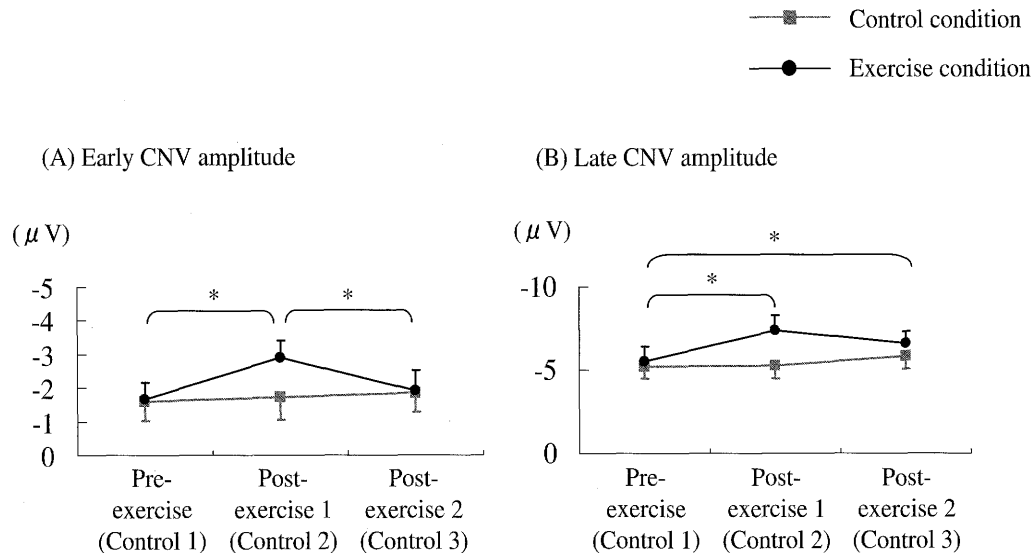 Control condition
Exercise condition
(A) Early CNV amplitude
(B) Late CNV amplitude
(μV)
-5
-4
-3
-2
-1
0
*
*
Pre-
exercise
(Control 1)
Post-
exercise 1
(Control 2)
Post-
exercise 2
(Control 3)
(μV)
-10
-5
0
*
*
Pre-
exercise
(Control 1)
Post-
exercise 1
(Control 2)
Post-
exercise 2
(Control 3)